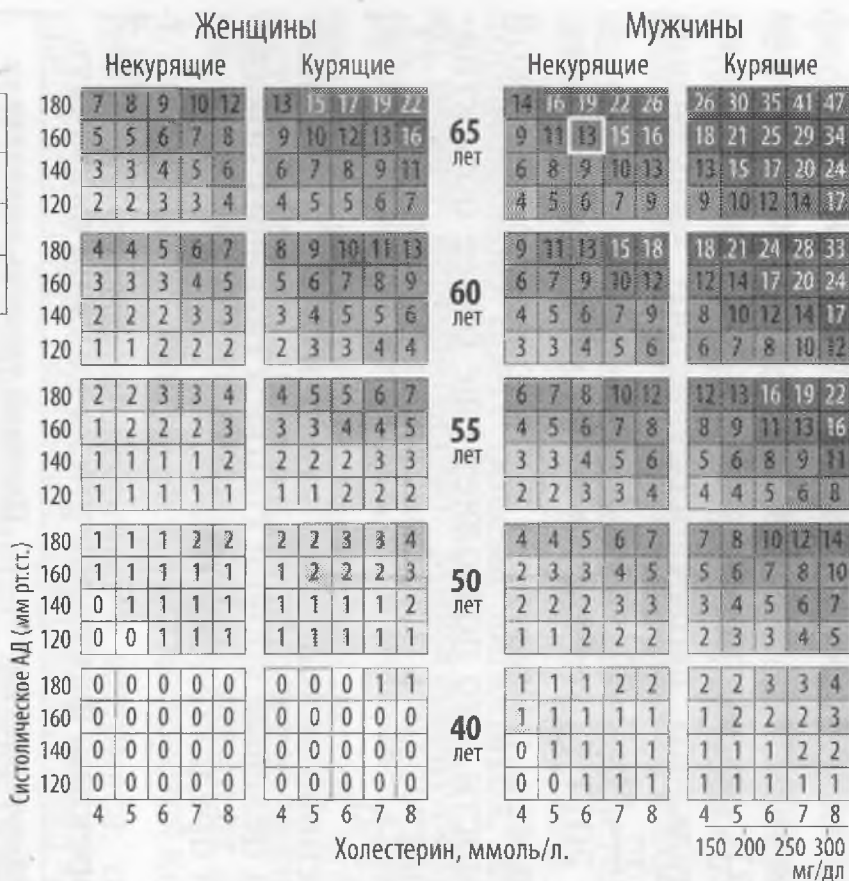 Женщины Мужчины
Некурящие Курящие Некурящие Курящие
180 7 8 9 10 12 13 15 17 19 22 14 16 19 22 26 26 30 35 41 47
160 5 5 6 7 8 9 10 12 13 16 65 9 11 13 15 16 18 21 25 29 34
140 3 3 4 5 6 6 7 8 9 11 лет 6 8 9 10 13 13 15 17 20 24
120 2 2 3 3 4 4 5 5 6 7 4 5 6 7 9 9 10 12 14 17
180 4 4 5 6 7 8 9 10 11 13 9 11 13 15 18 18 21 24 28 33
160 3 3 3 4 5 5 6 7 8 9 60 6 7 9 10 12 12 14 17 20 24
140 2 2 2 3 3 3 4 5 5 6 лет 4 5 6 7 9 8 10 12 14 17
120 1 1 2 2 2 2 3 3 4 4 3 3 4 5 6 6 7 8 10 12
180 2 2 3 3 4 4 5 5 6 7 6 7 8 10 12 12 13 16 19 22
160 1 2 2 2 3 3 3 4 4 5 55 4 5 6 7 8 8 9 11 13 16
140 1 1 1 1 2 2 2 2 3 3 лет 3 3 4 5 6 5 6 8 9 11
120 1 1 1 1 1 1 1 2 2 2 2 2 3 3 4 4 4 5 6 8
180 1 1 1 2 2 2 2 3 3 4 4 4 5 6 7 7 8 10 12 14
160 1 1 1 1 1 1 2 2 2 3 50 2 3 3 4 5 5 6 7 8 10
140 0 1 1 1 1 1 1 1 1 2 лет 2 2 2 3 3 3 4 5 6 7
120 0 0 1 1 1 1 1 1 1 1 1 1 2 2 2 2 3 3 4 5
180 0 0 0 0 0 0 0 0 1 1 1 1 1 2 2 2 2 3 3 4
160 0 0 0 0 0 0 0 0 0 0 40 1 1 1 1 1 1 2 2 2 3
140 0 0 0 0 0 0 0 0 0 0 лет 0 1 1 1 1 1 1 1 2 2
120 0 0 0 0 0 0 0 0 0 0 0 0 1 1 1 1 1 1 1 1
4 5 6 7 8 4 5 6 7 8 4 5 6 7 8 4 5 6 7 8
Систолическое АД (мм рт.ст.)
Холестерин, ммоль/л.
150 200 250 300
мг/дл